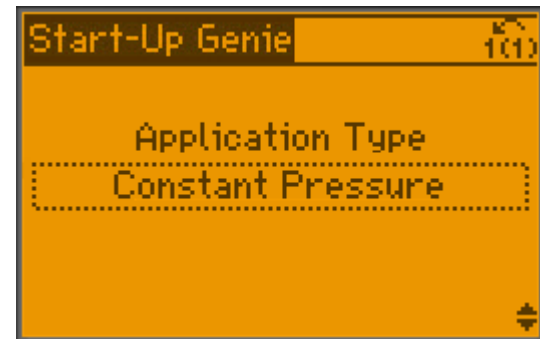 Start-Up Genie
1(1)
Application Type
Constant Pressure